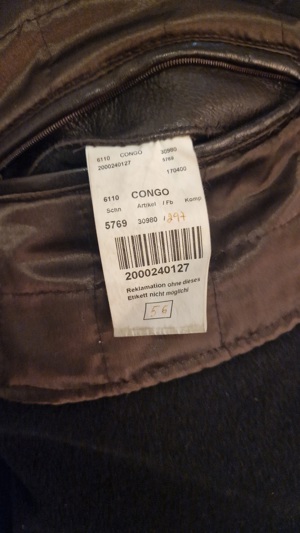 6110 CONGO 30980
2000240127 5769
170400
6110 CONGO
Schn Artikel / Fb Komp
5769 30980 / 297
2000240127
Reklamation ohne dieses
Etikett nicht möglich!
56